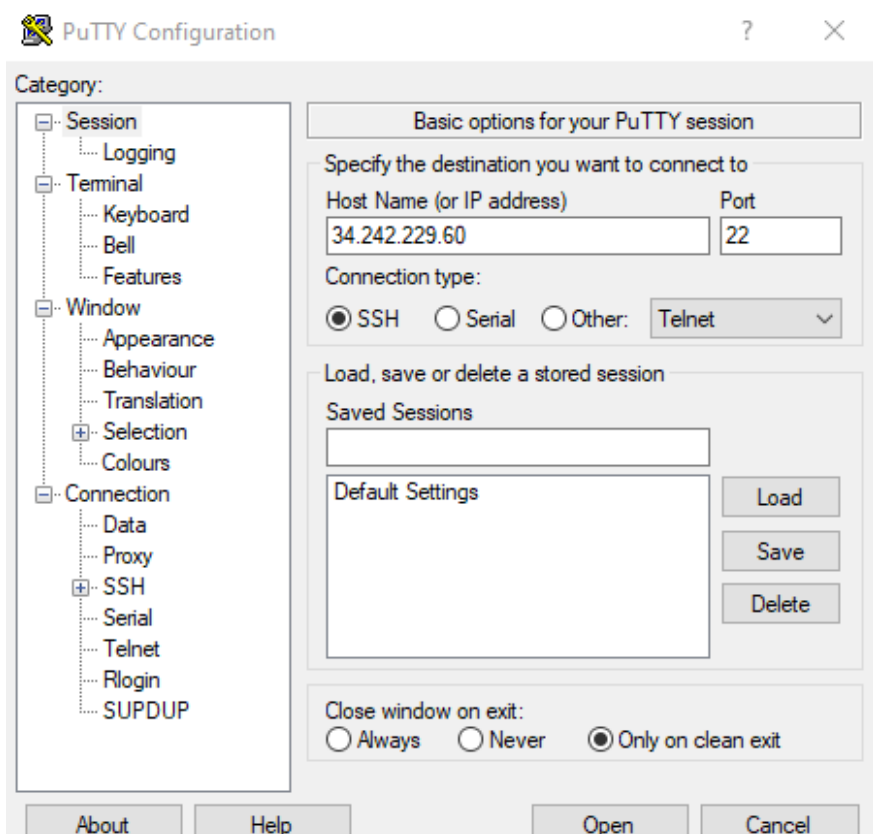 PuTTY Configuration
?
Category:
Session
Logging
Terminal
Keyboard
Bell
Features
Window
Appearance
Behaviour
Translation
Selection
Colours
Connection
Data
Proxy
SSH
Serial
Telnet
Rlogin
SUPDUP
Basic options for your PuTTY session
Specify the destination you want to connect to
Host Name (or IP address) Port
34.242.229.60 22
Connection type:
SSH Serial Other: Telnet
Load, save or delete a stored session
Saved Sessions
Default Settings
Load
Save
Delete
Close window on exit:
Always Never Only on clean exit
About Help Open Cancel